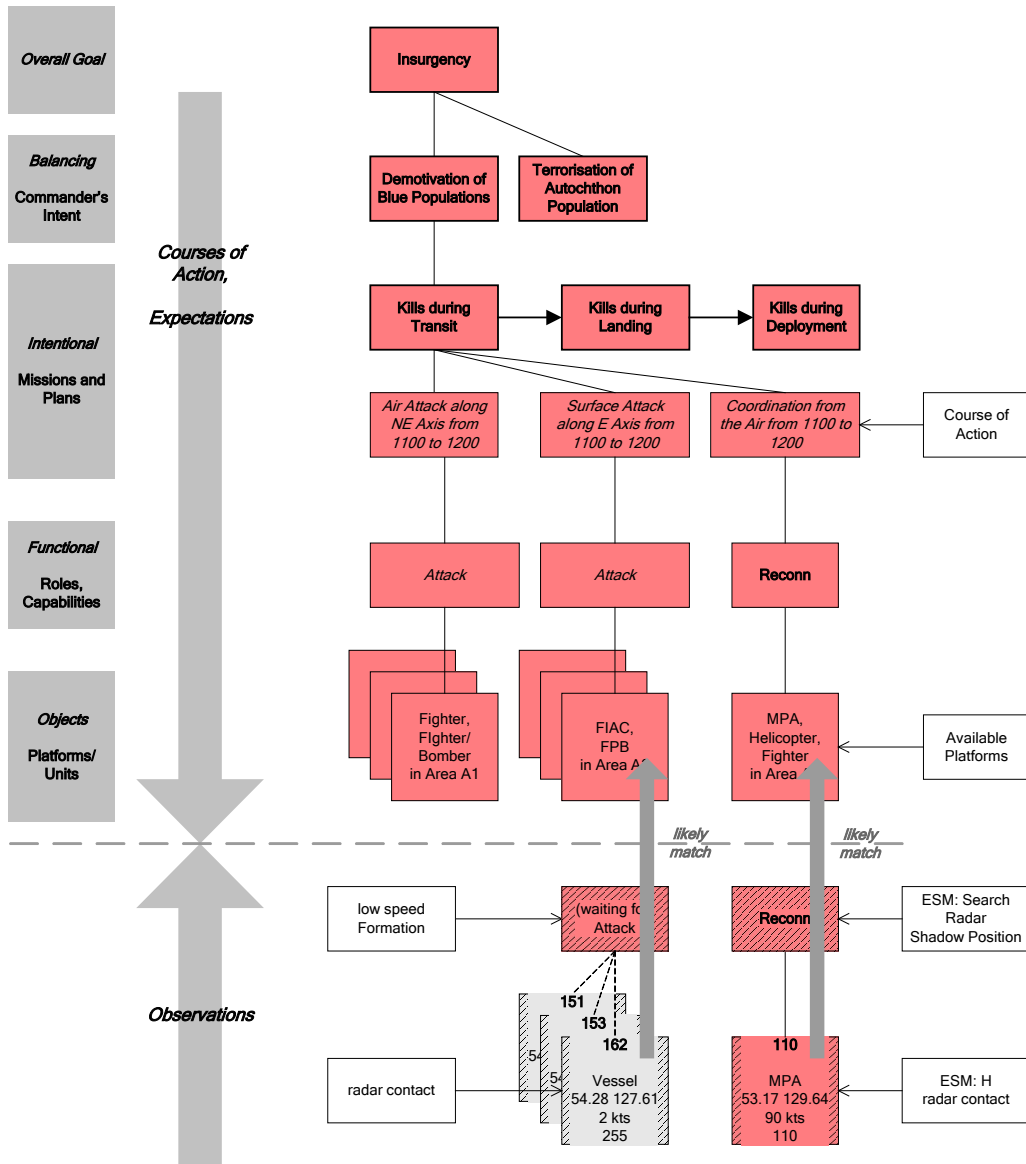 Overall Goal
Balancing
Commander's
Intent
Intentional
Missions and
Plans
Functional
Roles,
Capabilities
Objects
Platforms/
Units
Courses of
Action,
Expectations
Observations
Insurgency
Demotivation of
Blue Populations
Terrorisation of
Autochthon
Population
Kills during
Transit
Kills during
Landing
Kills during
Deployment
Air Attack along
NE Axis from
1100 to 1200
Surface Attack
along E Axis from
1100 to 1200
Coordination from
the Air from 1100 to
1200
Course of
Action
Attack
Attack
Reconn
Fighter,
FIghter/
Bomber
in Area A1
FIAC,
FPB
in Area
MPA,
Helicopter,
Fighter
in Area
Available
Platforms
likely
match
likely
match
low speed
Formation
(waiting
Attack
Reconn
ESM: Search
Radar
Shadow Position
151
153
162
110
54
54
radar contact
Vessel
54.28 127.61
2 kts
255
MPA
53.17 129.64
90 kts
110
ESM: H
radar contact